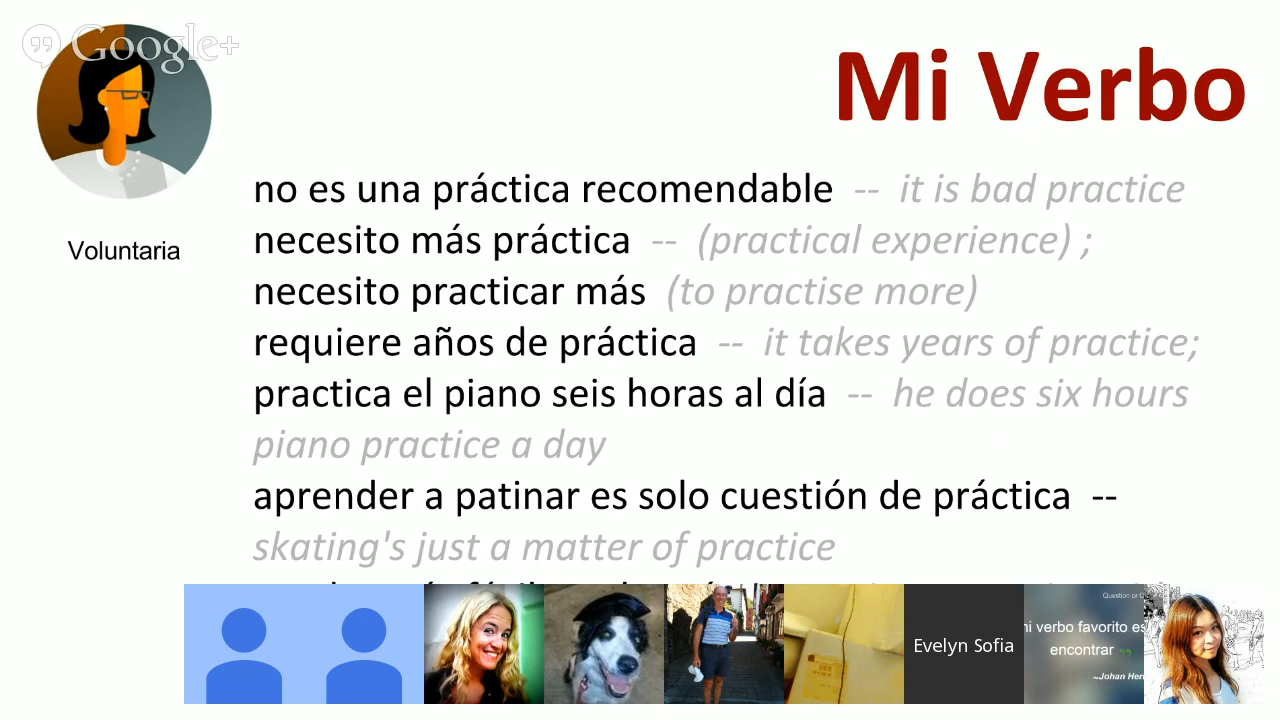 Google+
Mi Verbo
no es una práctica recomendable -- it is bad practice
necesito más práctica -- (practical experience) ;
Voluntaria
necesito practicar más (to practise more)
requiere años de práctica -- it takes years of practice;
practica el piano seis horas al día -- he does six hours
piano practice a day
aprender a patinar es solo cuestión de práctica --
skating's just a matter of practice
Question or
mi verbo favorito es
encontrar ”
Evelyn Sofia
~Johan